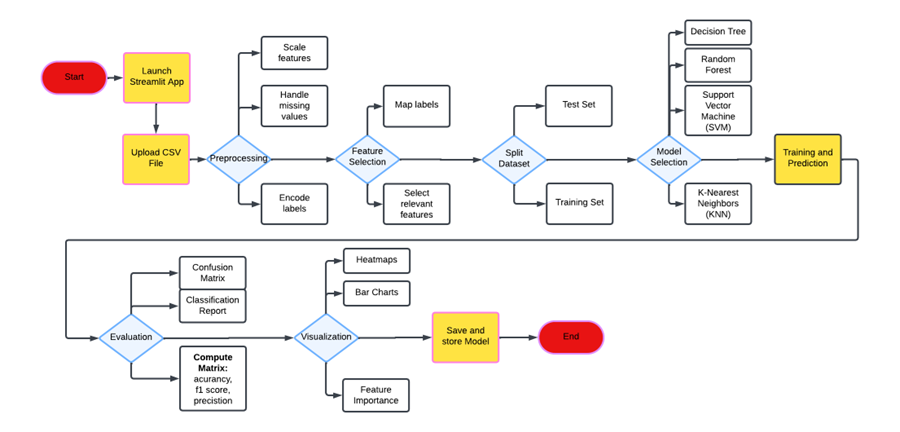 Start
Launch
Streamlit App
Upload CSV
File
Preprocessing
Scale
features
Handle
missing
values
Encode
labels
Feature
Selection
Map labels
Select
relevant
features
Split
Dataset
Test Set
Training Set
Model
Selection
Decision Tree
Random
Forest
Support
Vector
Machine
(SVM)
K-Nearest
Neighbors
(KNN)
Training and
Prediction
Evaluation
Confusion
Matrix
Classification
Report
Compute
Matrix:
acurancy,
f1 score,
precistion
Visualization
Heatmaps
Bar Charts
Feature
Importance
Save and
store Model
End